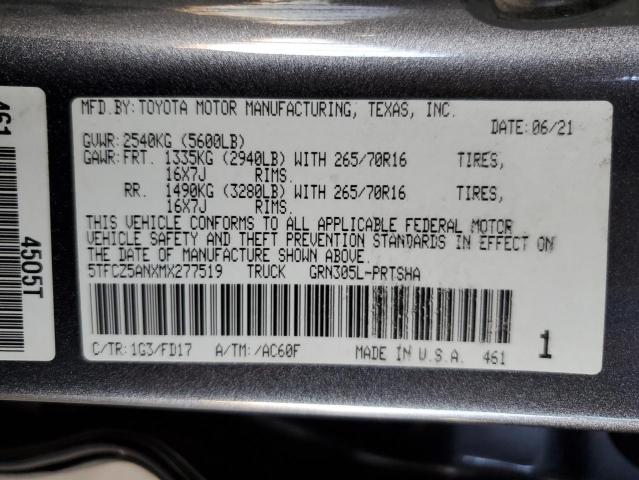 MFD.BY:TOYOTA MOTOR MANUFACTURING, TEXAS, INC.
DATE:06/21
GVWR:2540KG (5600LB)
GAWR:FRT. 1335KG (2940LB) WITH 265/70R16 TIRES,
16X7J RIMS.
RR. 1490KG (3280LB) WITH 265/70R16 TIRES,
16X7J RIMS.
THIS VEHICLE CONFORMS TO ALL APPLICABLE FEDERAL MOTOR
VEHICLE SAFETY AND THEFT PREVENTION STANDARDS IN EFFECT ON
THE DATE OF MANUFACTURE SHOWN ABOVE.
5TFCZ5ANXMX277519 TRUCK GRN305L-PRTSHA
C/TR:1G3/FD17 A/TM:/AC60F MADE IN U.S.A. 461 1
461
4505T